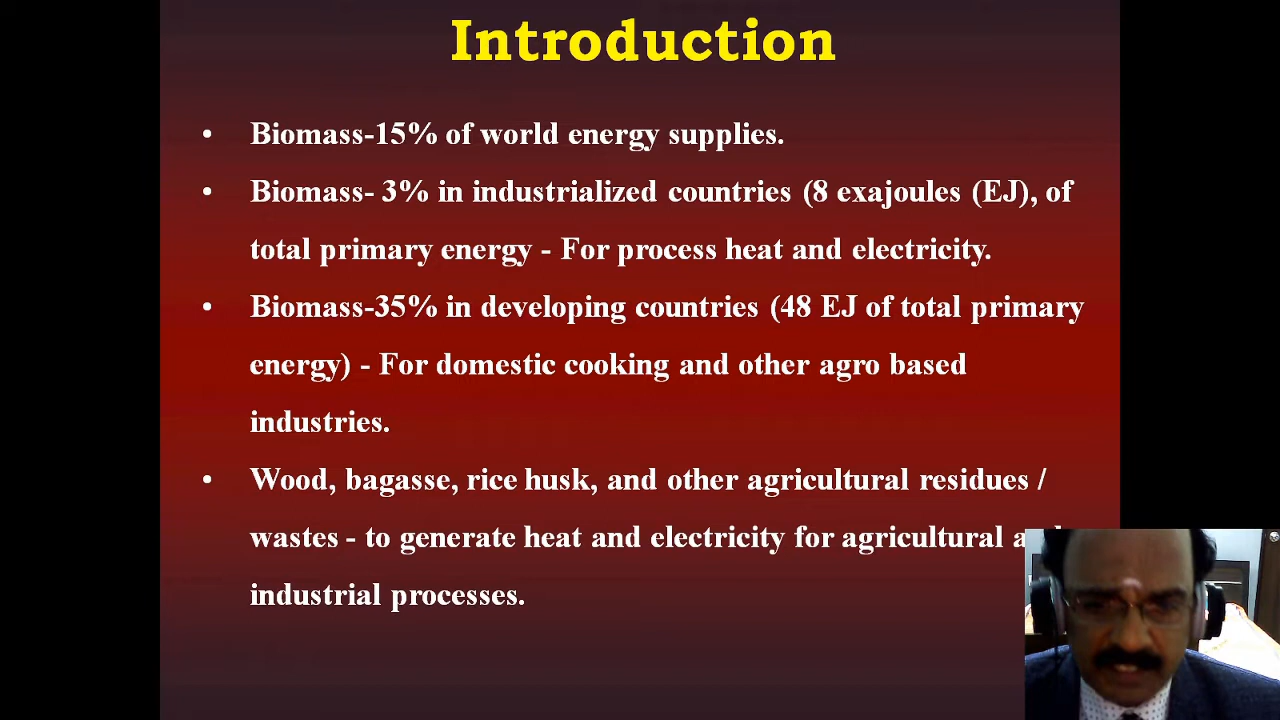 Introduction
• Biomass-15% of world energy supplies.
• Biomass- 3% in industrialized countries (8 exajoules (EJ), of
total primary energy - For process heat and electricity.
• Biomass-35% in developing countries (48 EJ of total primary
energy) - For domestic cooking and other agro based
industries.
• Wood, bagasse, rice husk, and other agricultural residues /
wastes - to generate heat and electricity for agricultural
industrial processes.